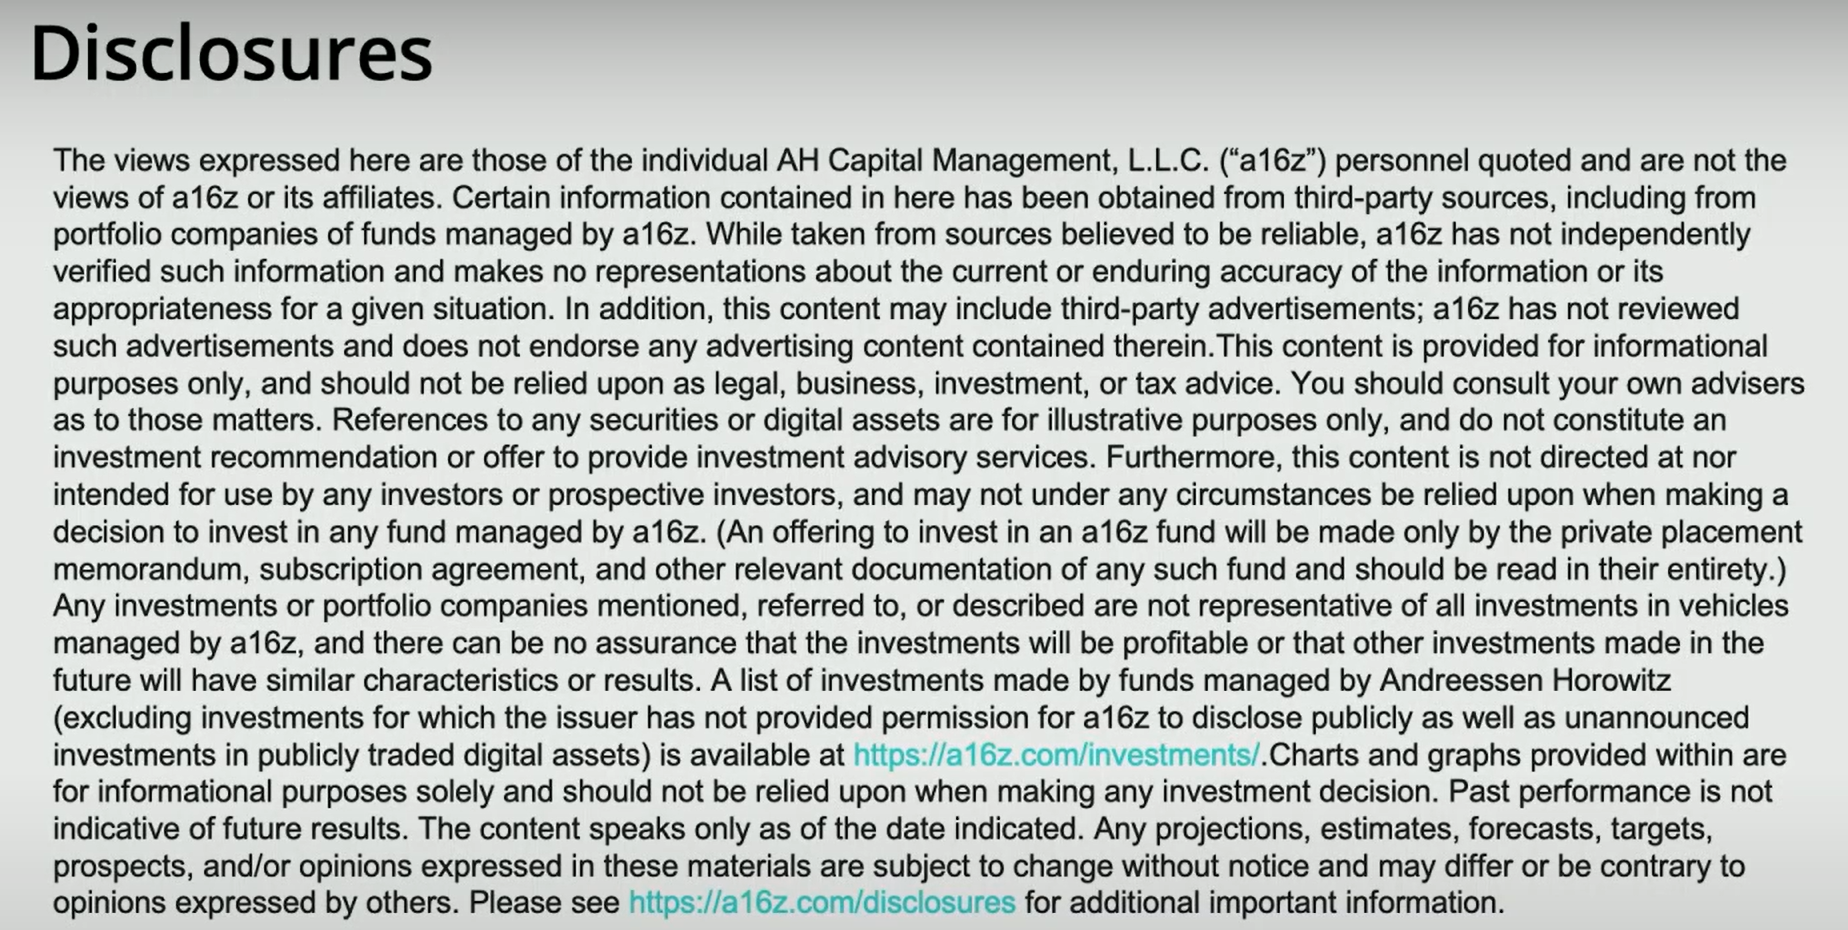 Disclosures
The views expressed here are those of the individual AH Capital Management, L.L.C. (“a16z”) personnel quoted and are not the
views of a16z or its affiliates. Certain information contained in here has been obtained from third-party sources, including from
portfolio companies of funds managed by a16z. While taken from sources believed to be reliable, a16z has not independently
verified such information and makes no representations about the current or enduring accuracy of the information or its
appropriateness for a given situation. In addition, this content may include third-party advertisements; a16z has not reviewed
such advertisements and does not endorse any advertising content contained therein.This content is provided for informational
purposes only, and should not be relied upon as legal, business, investment, or tax advice. You should consult your own advisers
as to those matters. References to any securities or digital assets are for illustrative purposes only, and do not constitute an
investment recommendation or offer to provide investment advisory services. Furthermore, this content is not directed at nor
intended for use by any investors or prospective investors, and may not under any circumstances be relied upon when making a
decision to invest in any fund managed by a16z. (An offering to invest in an a16z fund will be made only by the private placement
memorandum, subscription agreement, and other relevant documentation of any such fund and should be read in their entirety.)
Any investments or portfolio companies mentioned, referred to, or described are not representative of all investments in vehicles
managed by a16z, and there can be no assurance that the investments will be profitable or that other investments made in the
future will have similar characteristics or results. A list of investments made by funds managed by Andreessen Horowitz
(excluding investments for which the issuer has not provided permission for a16z to disclose publicly as well as unannounced
investments in publicly traded digital assets) is available at https://a16z.com/investments/.Charts and graphs provided within are
for informational purposes solely and should not be relied upon when making any investment decision. Past performance is not
indicative of future results. The content speaks only as of the date indicated. Any projections, estimates, forecasts, targets,
prospects, and/or opinions expressed in these materials are subject to change without notice and may differ or be contrary to
opinions expressed by others. Please see https://a16z.com/disclosures for additional important information.